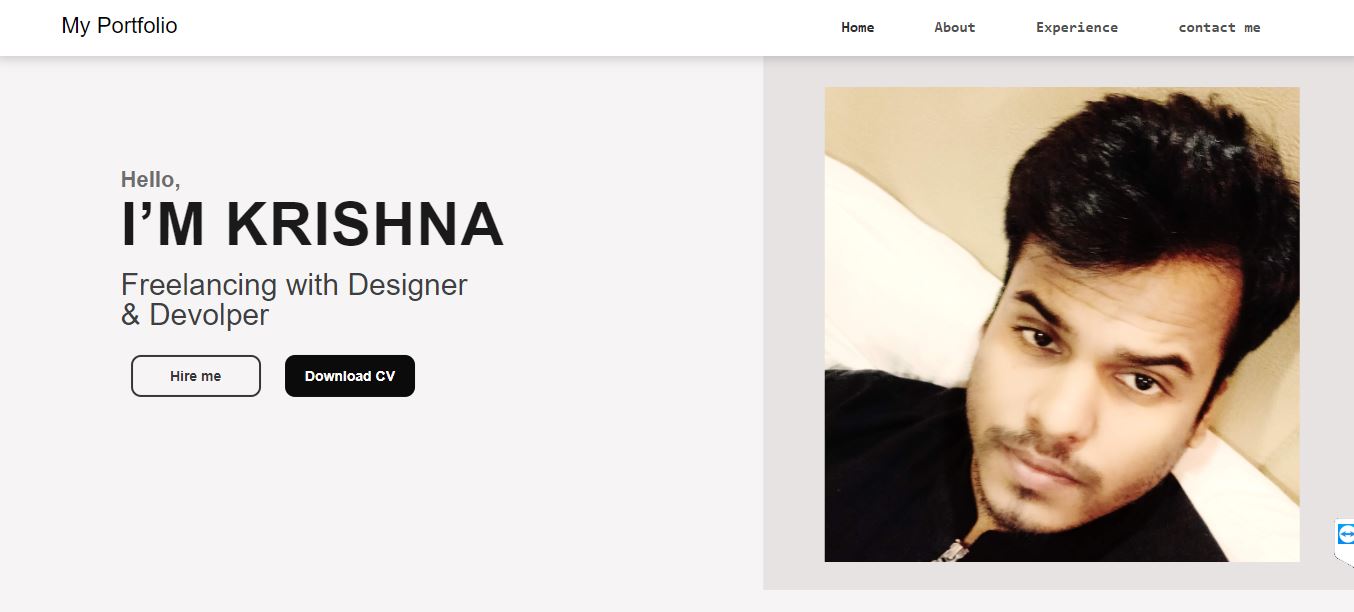 My Portfolio
Home About Experience contact me
Hello,
I’M KRISHNA
Freelancing with Designer
& Devolper
Hire me
Download CV